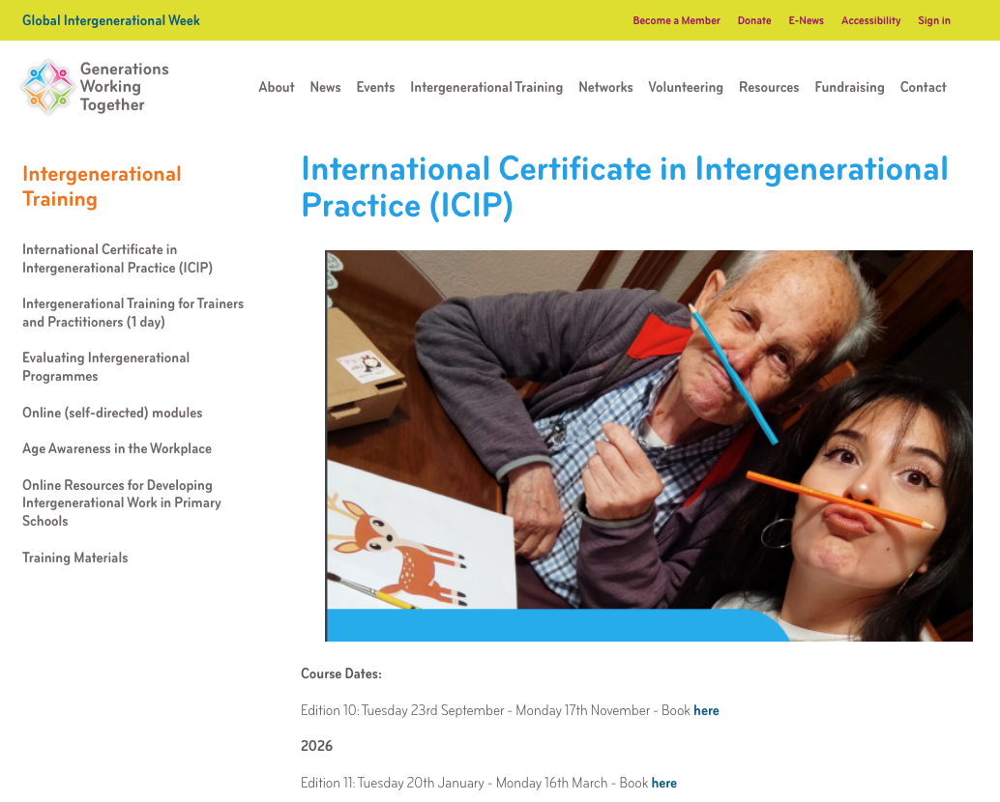 Global Intergenerational Week
Become a Member Donate E-News Accessibility Sign in
Generations
Working
Together
About News Events Intergenerational Training Networks Volunteering Resources Fundraising Contact
Intergenerational
Training
International Certificate in
Intergenerational Practice (ICIP)
Intergenerational Training for Trainers
and Practitioners (1 day)
Evaluating Intergenerational
Programmes
Online (self-directed) modules
Age Awareness in the Workplace
Online Resources for Developing
Intergenerational Work in Primary
Schools
Training Materials
International Certificate in Intergenerational
Practice (ICIP)
Course Dates:
Edition 10: Tuesday 23rd September - Monday 17th November - Book here
2026
Edition 11: Tuesday 20th January - Monday 16th March - Book here